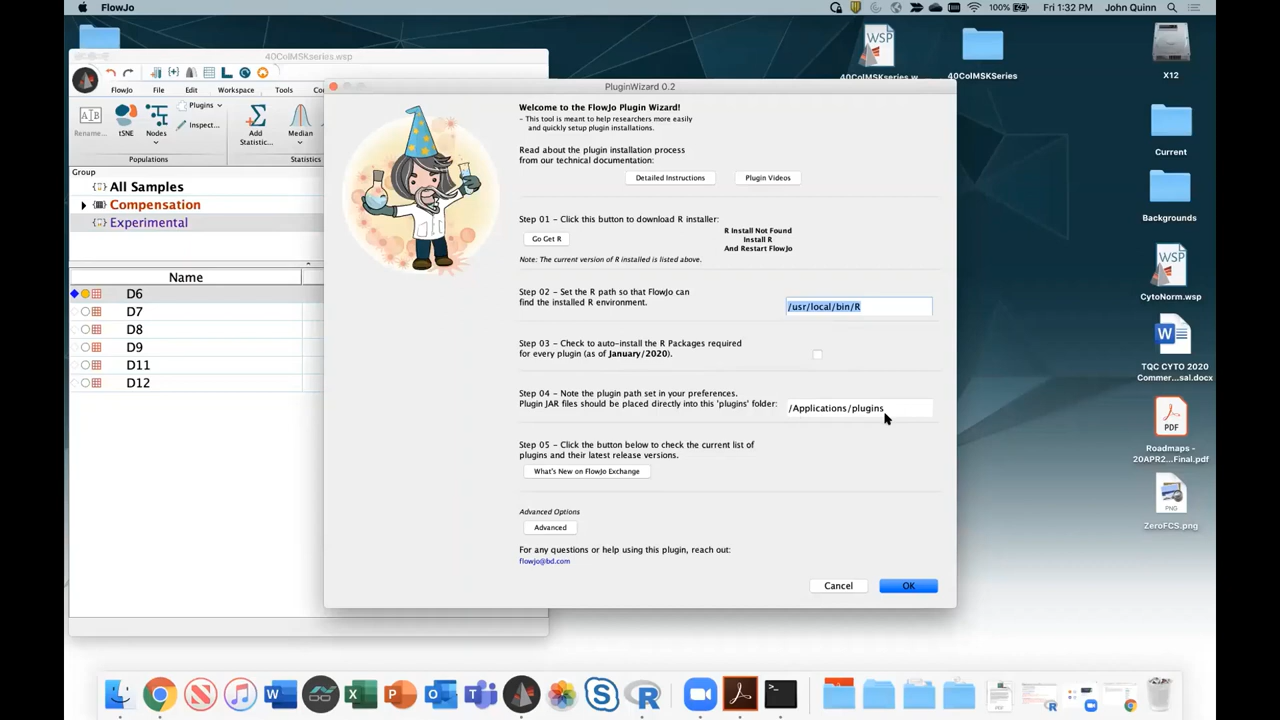 FlowJo
100%
Fri 1:32 PM
John Quinn
40ColMSKseries.wsp
FlowJo
File
Edit
Workspace
Tools
Rename...
tSNE
Nodes
Plugins
Inspect...
Add
Statistic...
Median
Populations
Statistics
Group
All Samples
Compensation
Experimental
Name
D6
D7
D8
D9
D11
D12
PluginWizard 0.2
Welcome to the FlowJo Plugin Wizard!
- This tool is meant to help researchers more easily
and quickly setup plugin installations.
Read about the plugin installation process
from our technical documentation:
Detailed Instructions
Plugin Videos
Step 01 - Click this button to download R installer:
Go Get R
R Install Not Found
Install R
And Restart FlowJo
Note: The current version of R installed is listed above.
Step 02 - Set the R path so that FlowJo can
find the installed R environment.
/usr/local/bin/R
Step 03 - Check to auto-install the R Packages required
for every plugin (as of January/2020).
Step 04 - Note the plugin path set in your preferences.
Plugin JAR files should be placed directly into this 'plugins' folder:
/Applications/plugins
Step 05 - Click the button below to check the current list of
plugins and their latest release versions.
What's New on FlowJo Exchange
Advanced Options
Advanced
For any questions or help using this plugin, reach out:
flowjo@bd.com
Cancel
OK
WSP
40ColMSKseries.w...
40ColMSKseries
X12
Current
Backgrounds
WSP
CytoNorm.wsp
TQC CYTO 2020
Commer...sal.docx
PDF
Roadmaps -
20APR2...Final.pdf
PNG
ZeroFCS.png